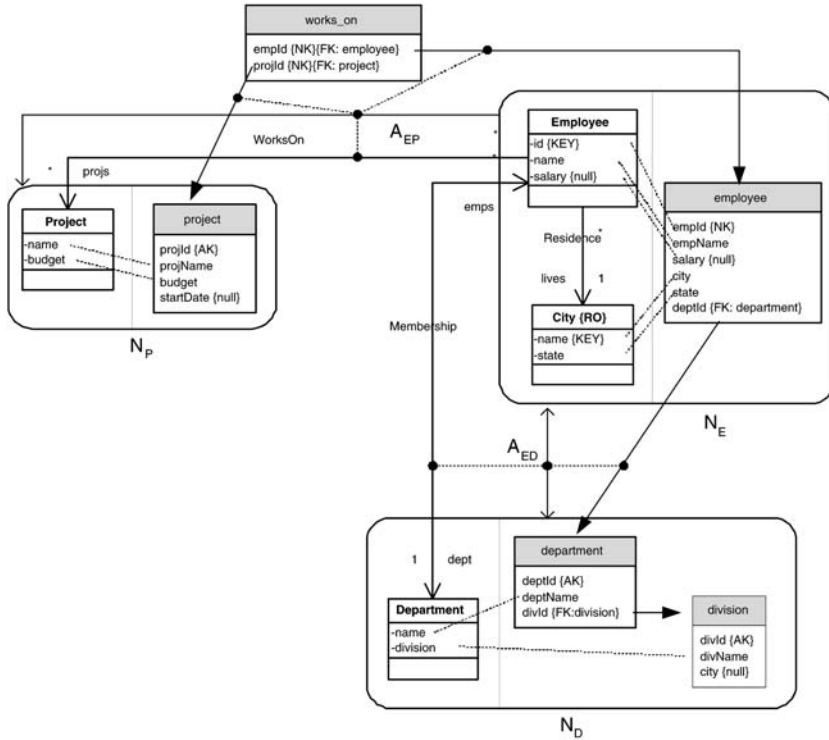 works_on
empId {NK}{FK: employee}
projId {NK}{FK: project}
A EP
WorksOn
*
*
projs
Employee
-id {KEY}
-name
-salary {null}
emps
employee
empId {NK}
empName
salary {null}
city
state
deptId {FK: department}
Project
-name
-budget
project
projId {AK}
projName
budget
startDate {null}
N P
*
Residence
lives
1
City {RO}
-name {KEY}
-state
Membership
N E
A ED
1
dept
Department
-name
-division
department
deptId {AK}
deptName
divId {FK:division}
division
divId {AK}
divName
city {null}
N D